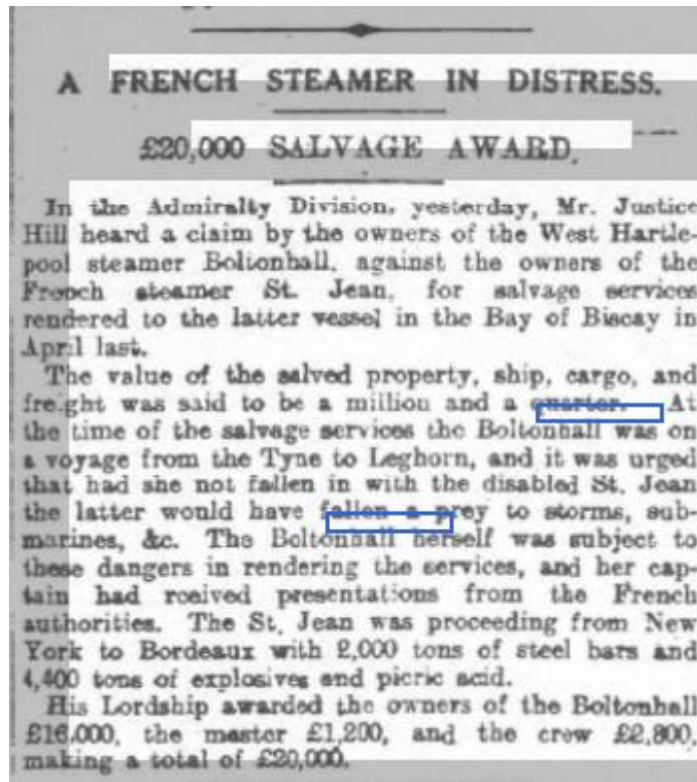 A FRENCH STEAMER IN DISTRESS.
£20,000 SALVAGE AWARD.
In the Admiralty Division, yesterday, Mr. Justice
Hill heard a claim by the owners of the West Hartle-
pool steamer Boltonhall, against the owners of the
French steamer St. Jean, for salvage services
rendered to the latter vessel in the Bay of Biscay in
April last.
The value of the salved property, ship, cargo, and
freight was said to be a million and a quarter. At
the time of the salvage services the Boltonhall was on
a voyage from the Tyne to Leghorn, and it was urged
that had she not fallen in with the disabled St. Jean
the latter would have fallen a prey to storms, sub-
marines, &c. The Boltonhall herself was subject to
these dangers in rendering the services, and her cap-
tain had roeived presentations from the French
authorities. The St. Jean was proceeding from New
York to Bordeaux with 2,000 tons of steel bars and
4,400 tons of explosives and picric acid.
His Lordship awarded the owners of the Boltonhall
£16,000, the master £1,200, and the crew £2,800,
making a total of £20,000.